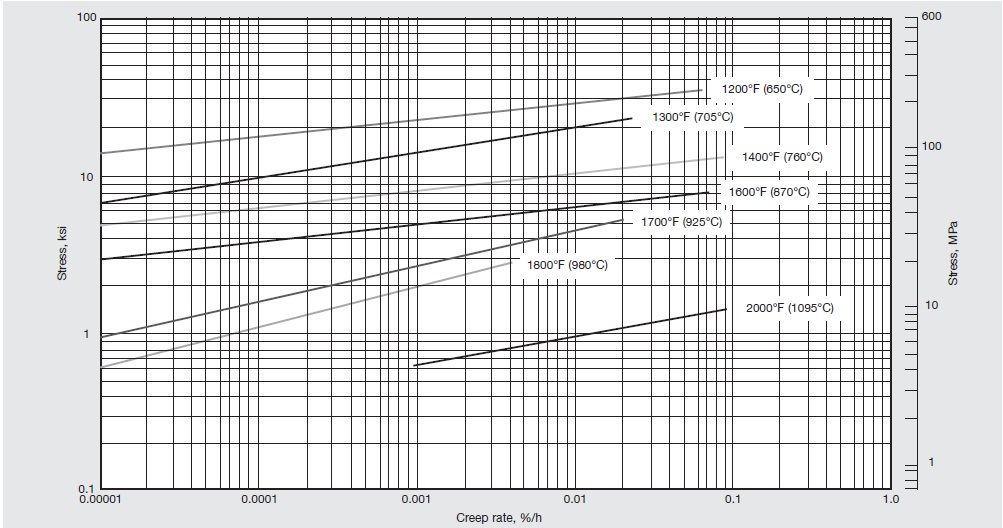 100
600
1200°F (650°C)
1300°F (705°C)
100
1400°F (760°C)
10
1600°F (870°C)
1700°F (925°C)
Stress, ksi
Stress, MPa
1800°F (980°C)
10
2000°F (1095°C)
1
1
0.1
0.00001
0.0001
0.001
0.01
0.1
1.0
Creep rate, %/h